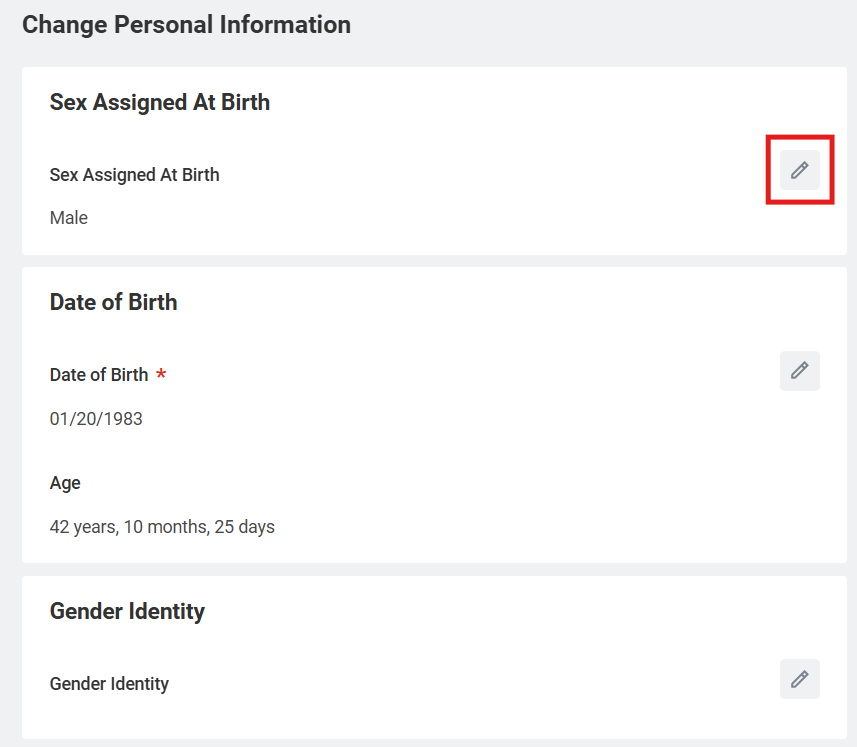 Change Personal Information
Sex Assigned At Birth
Sex Assigned At Birth
Male
Date of Birth
Date of Birth *
01/20/1983
Age
42 years, 10 months, 25 days
Gender Identity
Gender Identity